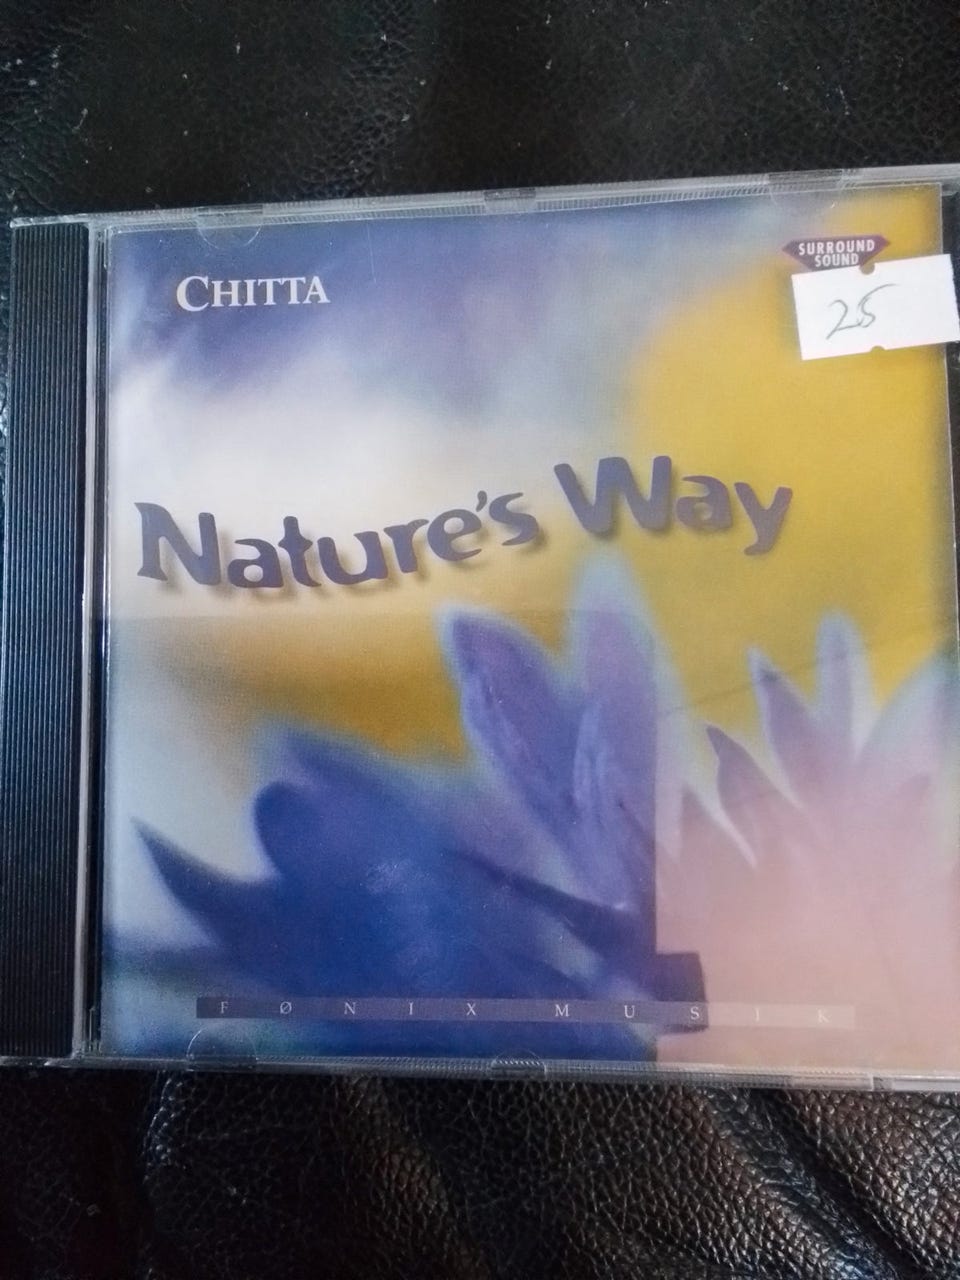 CHITTA
SURROUND
SOUND
25
Nature's Way
FØNIX MUSIK